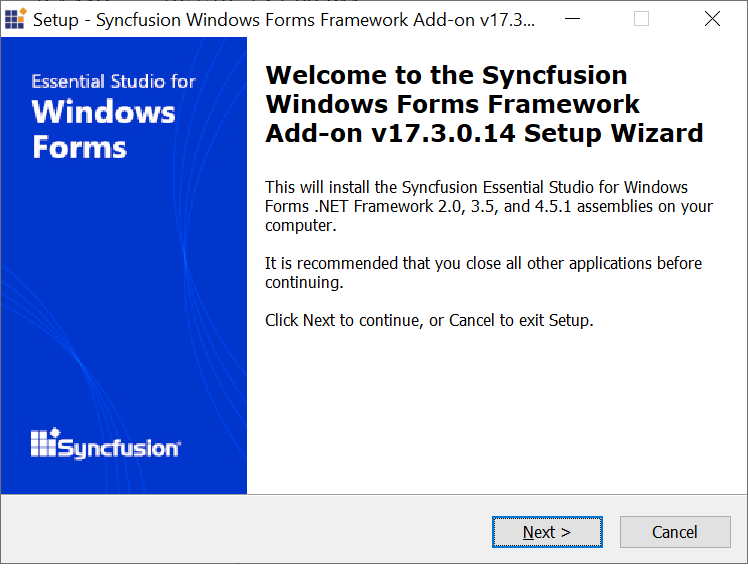 Setup - Syncfusion Windows Forms Framework Add-on v17.3...
Essential Studio for
Windows
Forms
Syncfusion
Welcome to the Syncfusion
Windows Forms Framework
Add-on v17.3.0.14 Setup Wizard
This will install the Syncfusion Essential Studio for Windows
Forms .NET Framework 2.0, 3.5, and 4.5.1 assemblies on your
computer.
It is recommended that you close all other applications before
continuing.
Click Next to continue, or Cancel to exit Setup.
Next >
Cancel